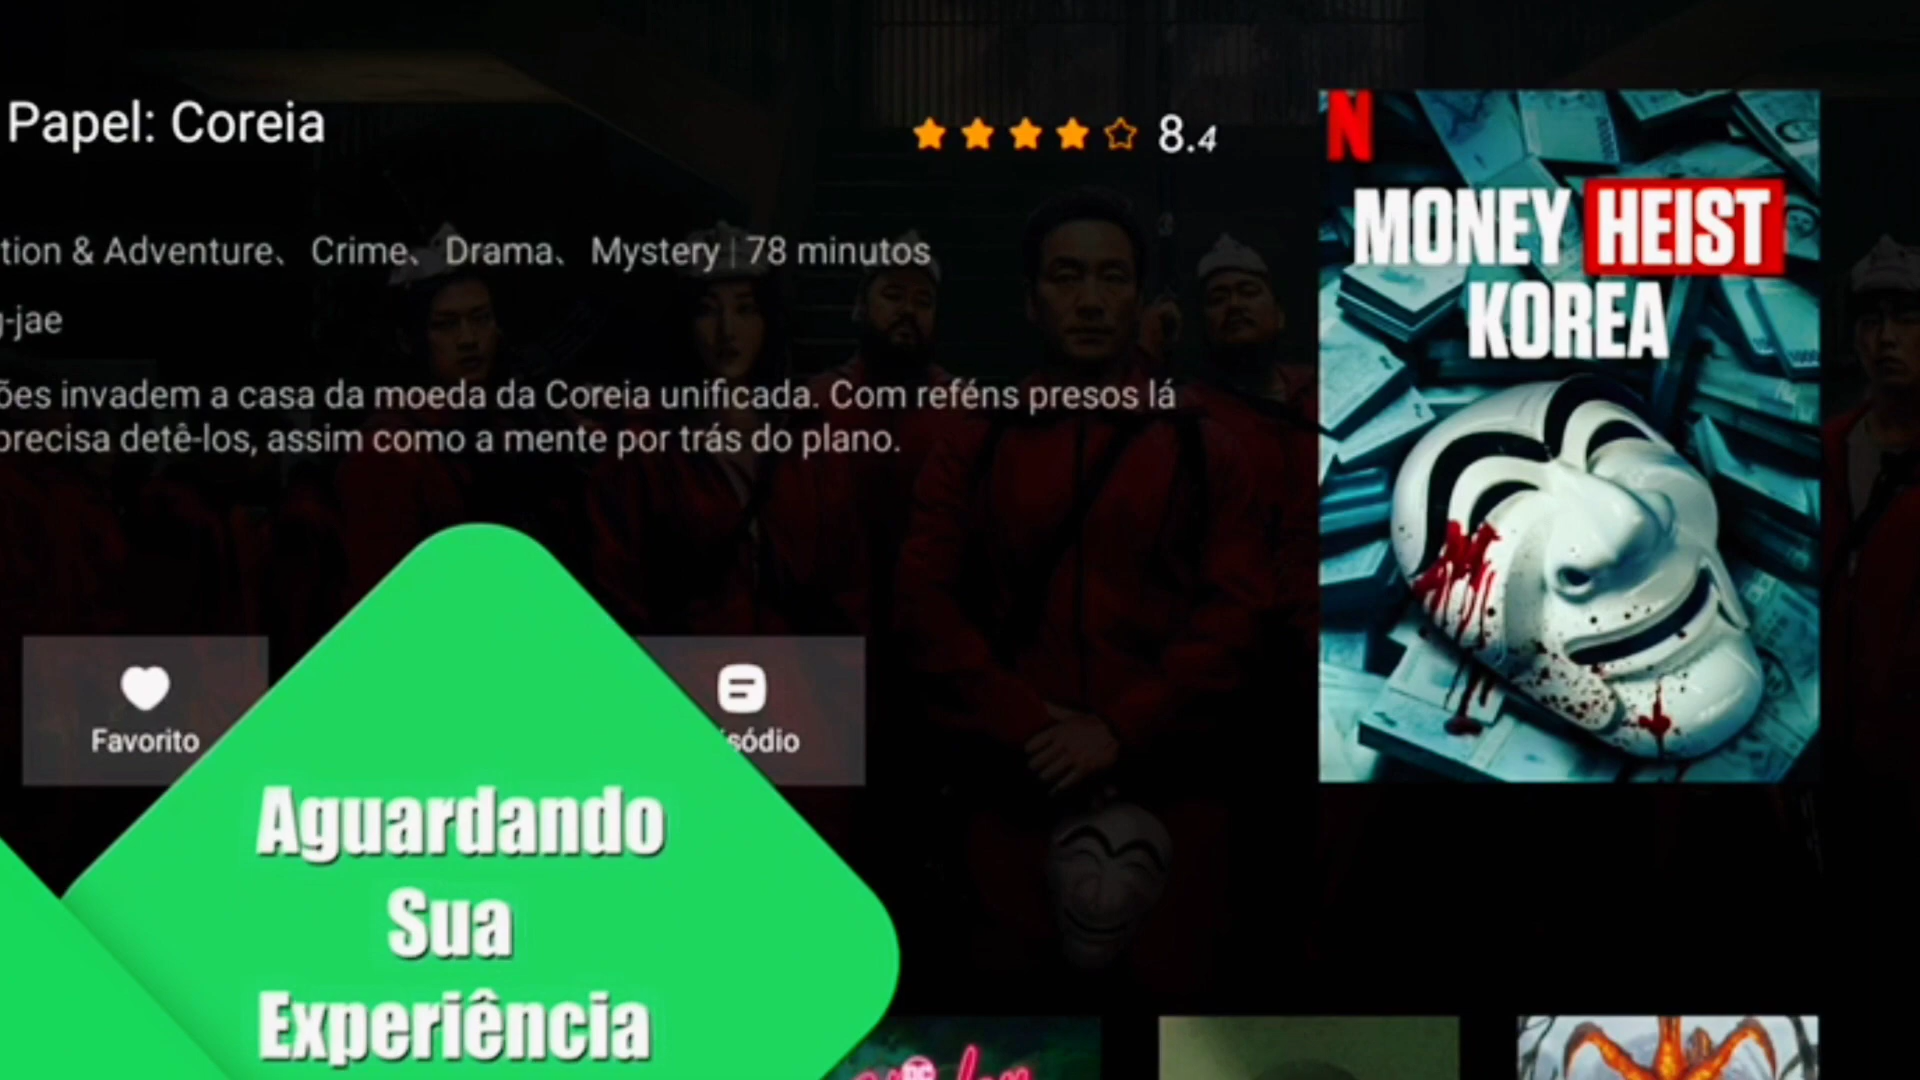 Papel: Coreia
8.4
N
MONEY HEIST
KOREA
tion & Adventure、 Crime、 Drama、 Mystery | 78 minutos
-jae
ões invadem a casa da moeda da Coreia unificada. Com reféns presos lá
precisa detê-los, assim como a mente por trás do plano.
Favorito
sódio
Aguardando
Sua
Experiência
DC